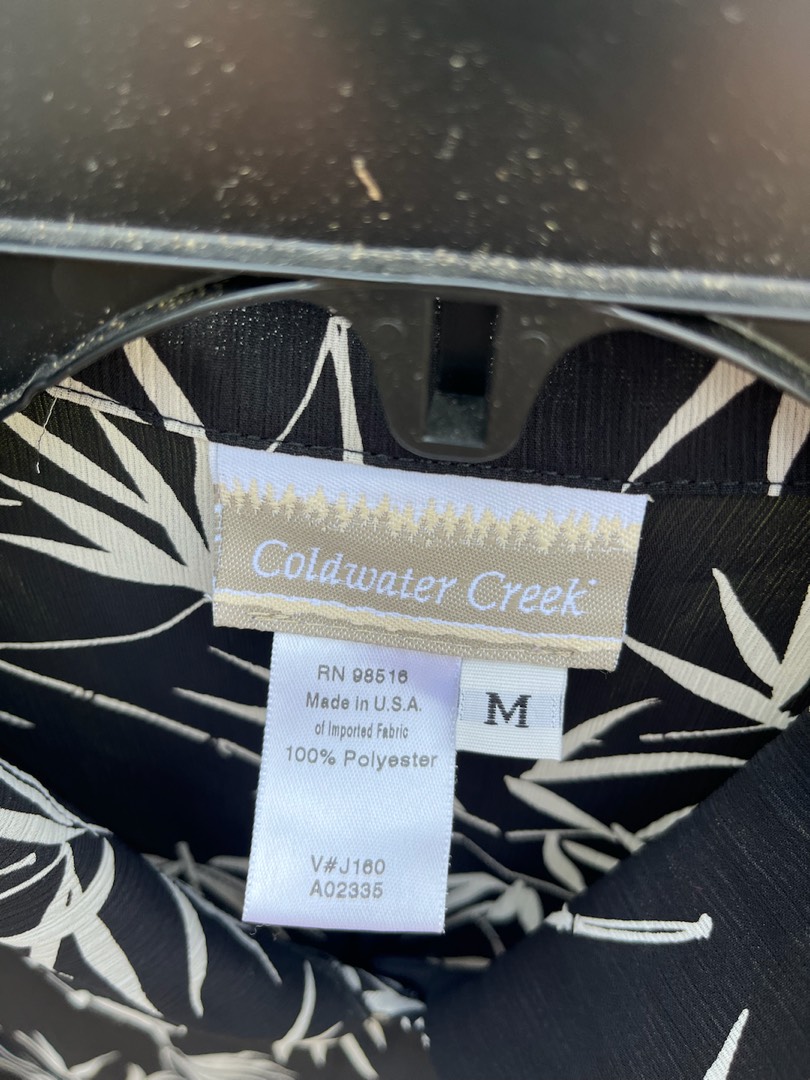 Coldwater Creek
RN 98516
Made in U.S.A.
of Imported Fabric
100% Polyester
M
V#J160
A02335